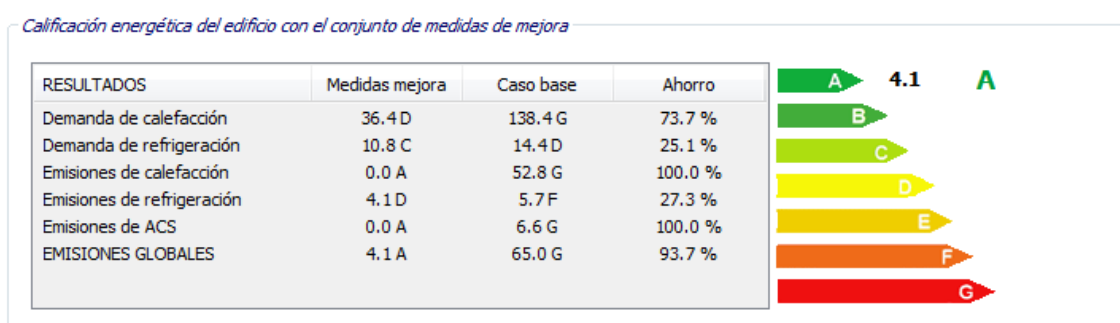 Calificación energética del edificio con el conjunto de medidas de mejora
RESULTADOS Medidas mejora Caso base Ahorro
Demanda de calefacción 36.4 D 138.4 G 73.7 %
Demanda de refrigeración 10.8 C 14.4 D 25.1 %
Emisiones de calefacción 0.0 A 52.8 G 100.0 %
Emisiones de refrigeración 4.1 D 5.7 F 27.3 %
Emisiones de ACS 0.0 A 6.6 G 100.0 %
EMISIONES GLOBALES 4.1 A 65.0 G 93.7 %
A 4.1 A
B
C
D
E
F
G